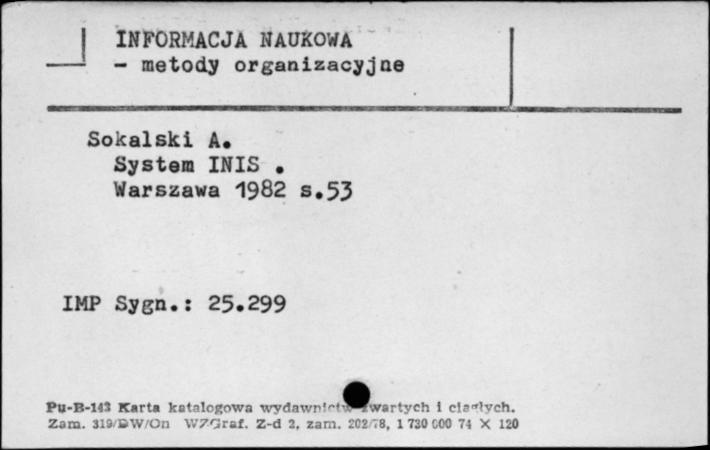 INFORMACJA NAUKOWA
- metody organizacyjne
Sokalski A.
System INIS .
Warszawa 1982 s.53
IMP Sygn.: 25.299
Pu-B-143 Karta katalogowa wydawnictw zwartych i ciągłych.
Zam. 319/DW/On WZGraf. Z-d 2, zam. 202/78, 1 730 000 74 X 120